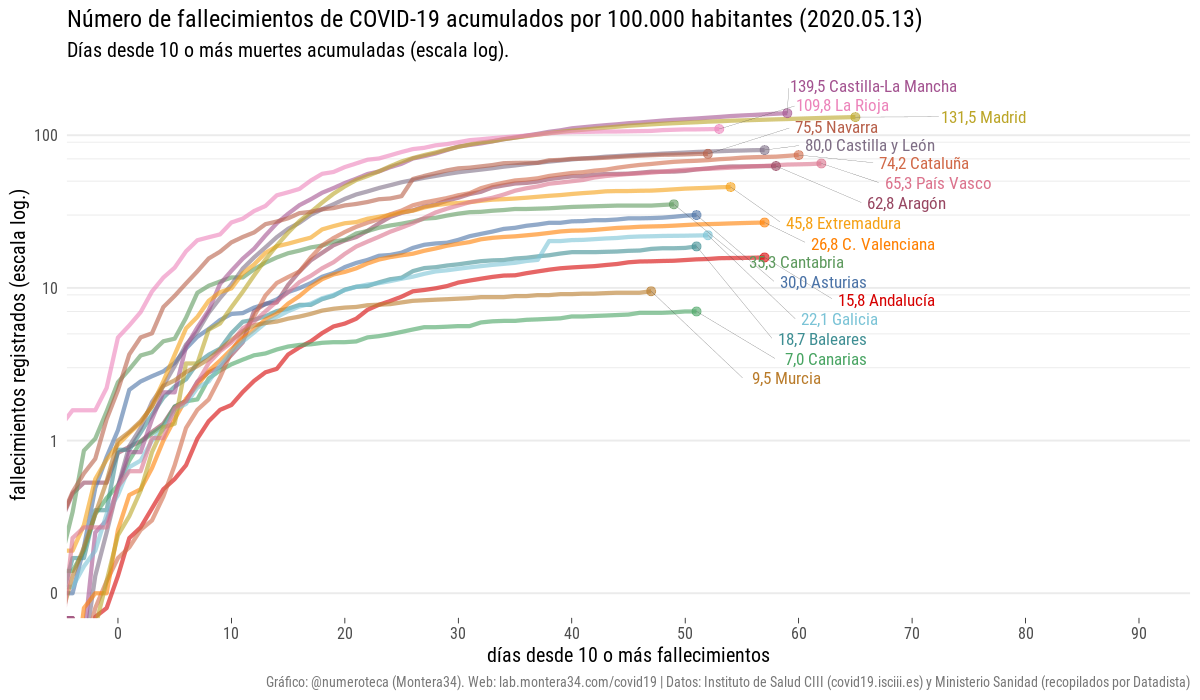 Número de fallecimientos de COVID-19 acumulados por 100.000 habitantes (2020.05.13)
Días desde 10 o más muertes acumuladas (escala log).
139,5 Castilla-La Mancha
109,8 La Rioja
131,5 Madrid
75,5 Navarra
80,0 Castilla y León
74,2 Cataluña
65,3 País Vasco
62,8 Aragón
45,8 Extremadura
26,8 C. Valenciana
35,3 Cantabria
30,0 Asturias
15,8 Andalucía
22,1 Galicia
18,7 Baleares
7,0 Canarias
9,5 Murcia
fallecimientos registrados (escala log.)
100
10
1
0
0 10 20 30 40 50 60 70 80 90
días desde 10 o más fallecimientos
Gráfico: @numeroteca (Montera34). Web: lab.montera34.com/covid19 | Datos: Instituto de Salud CIII (covid19.isciii.es) y Ministerio Sanidad (recopilados por Datadista)